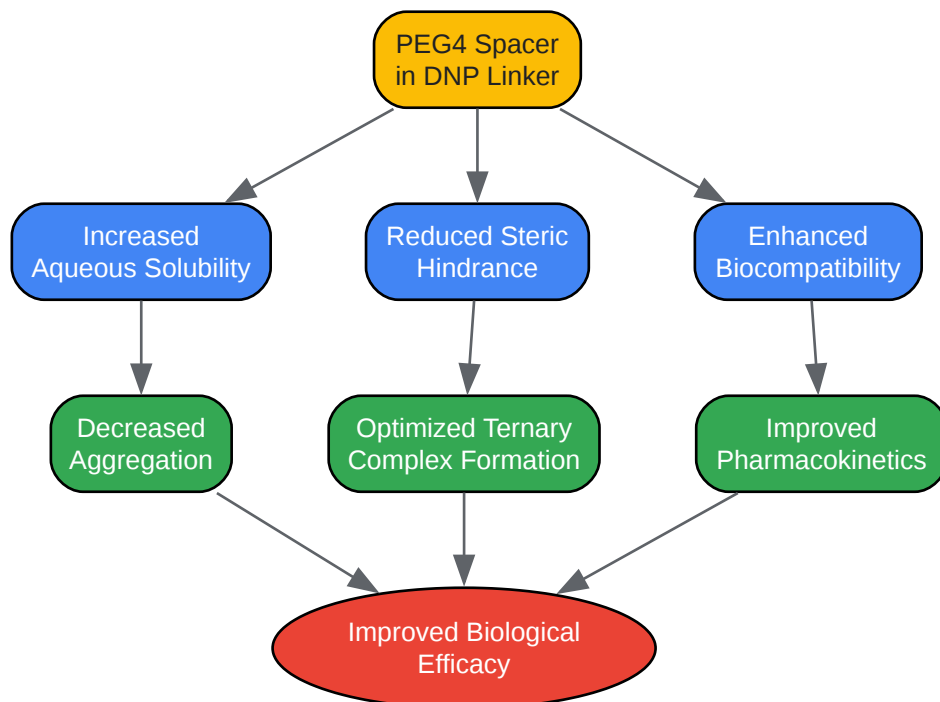 PEG4 Spacer
in DNP Linker
Increased
Aqueous Solubility
Reduced Steric
Hindrance
Enhanced
Biocompatibility
Decreased
Aggregation
Optimized Ternary
Complex Formation
Improved
Pharmacokinetics
Improved Biological
Efficacy